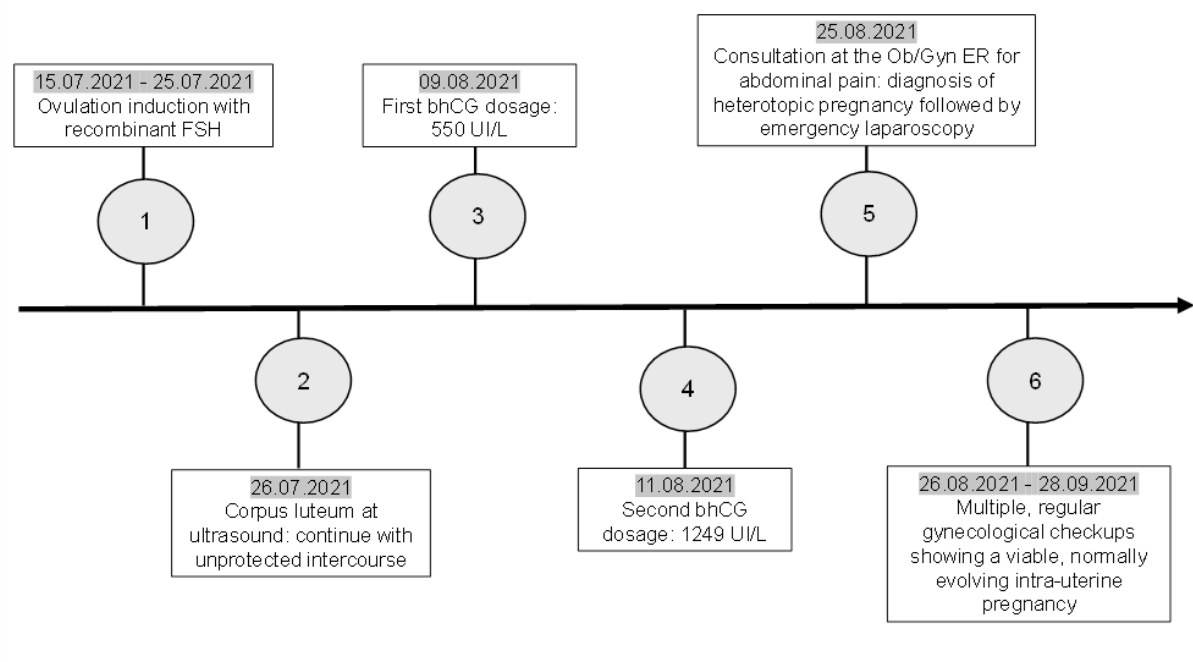 15.07.2021 - 25.07.2021
Ovulation induction with
recombinant FSH
1
26.07.2021
Corpus luteum at
ultrasound: continue with
unprotected intercourse
2
09.08.2021
First bhCG dosage:
550 UI/L
3
11.08.2021
Second bhCG
dosage: 1249 UI/L
4
25.08.2021
Consultation at the Ob/Gyn ER for
abdominal pain: diagnosis of
heterotopic pregnancy followed by
emergency laparoscopy
5
26.08.2021 - 28.09.2021
Multiple, regular
gynecological checkups
showing a viable, normally
evolving intra-uterine
pregnancy
6